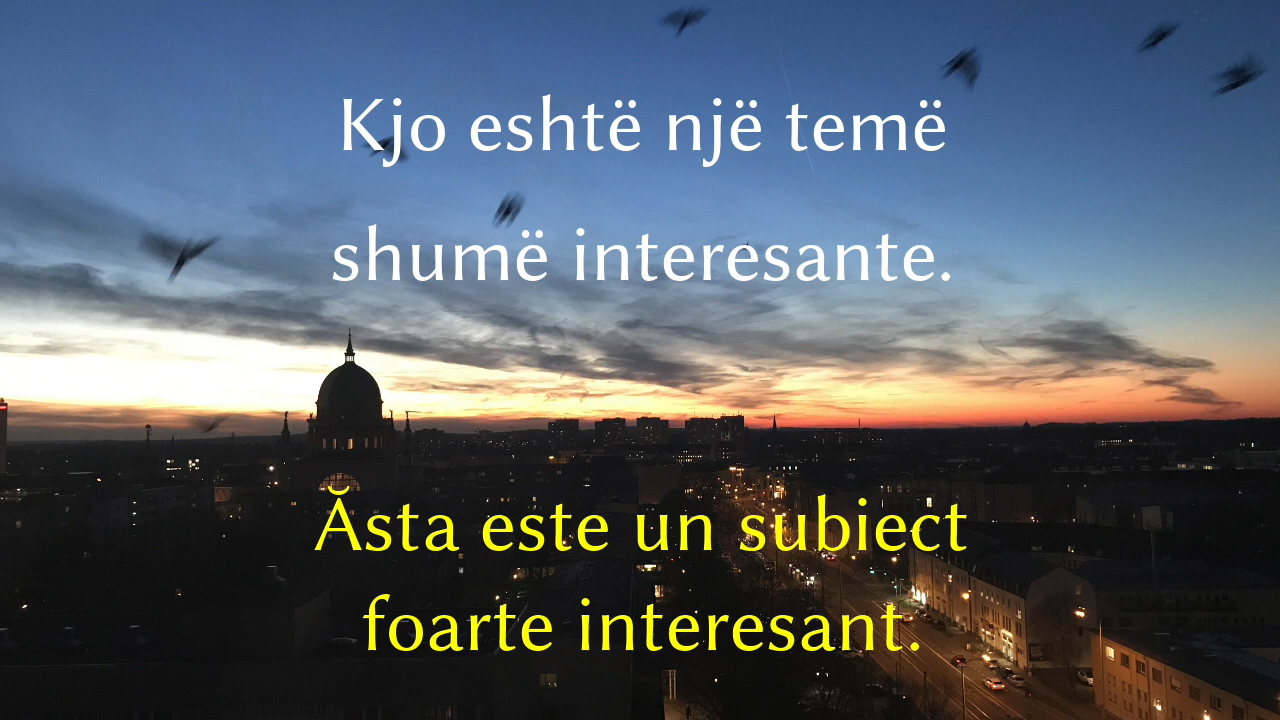 Kjo eshtë një temë
shumë interesante.
Ăsta este un subiect
foarte interesant.